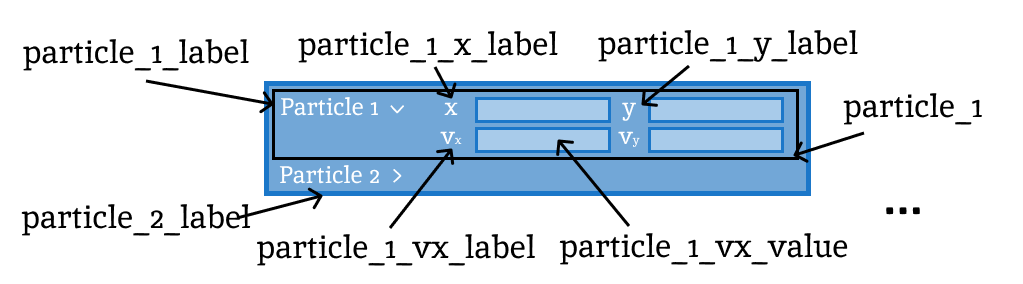 particle_1_label particle_1_x_label particle_1_y_label
particle_1
Particle 1 x y
vx vy
Particle 2
particle_2_label
...
particle_1_vx_label particle_1_vx_value